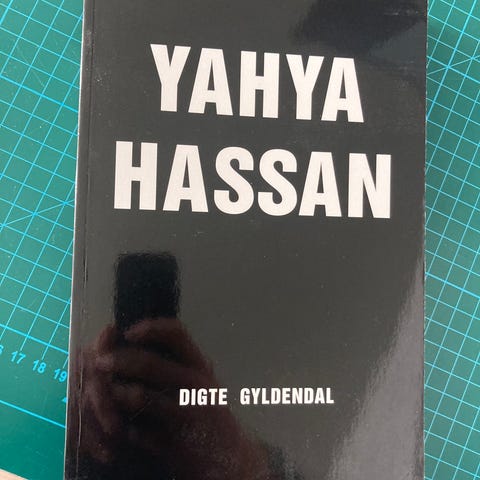 YAHYA
HASSAN
DIGTE GYLDENDAL
17 18 19